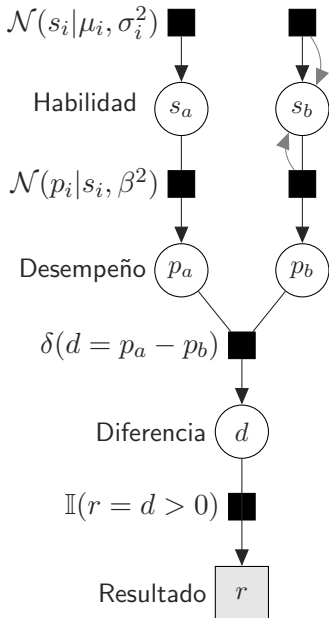 𝒩(s_i|μ_i, σ_i^2)
Habilidad s_a s_b
𝒩(p_i|s_i, β^2)
Desempeño p_a p_b
δ(d = p_a − p_b)
Diferencia d
𝕀(r = d > 0)
Resultado r